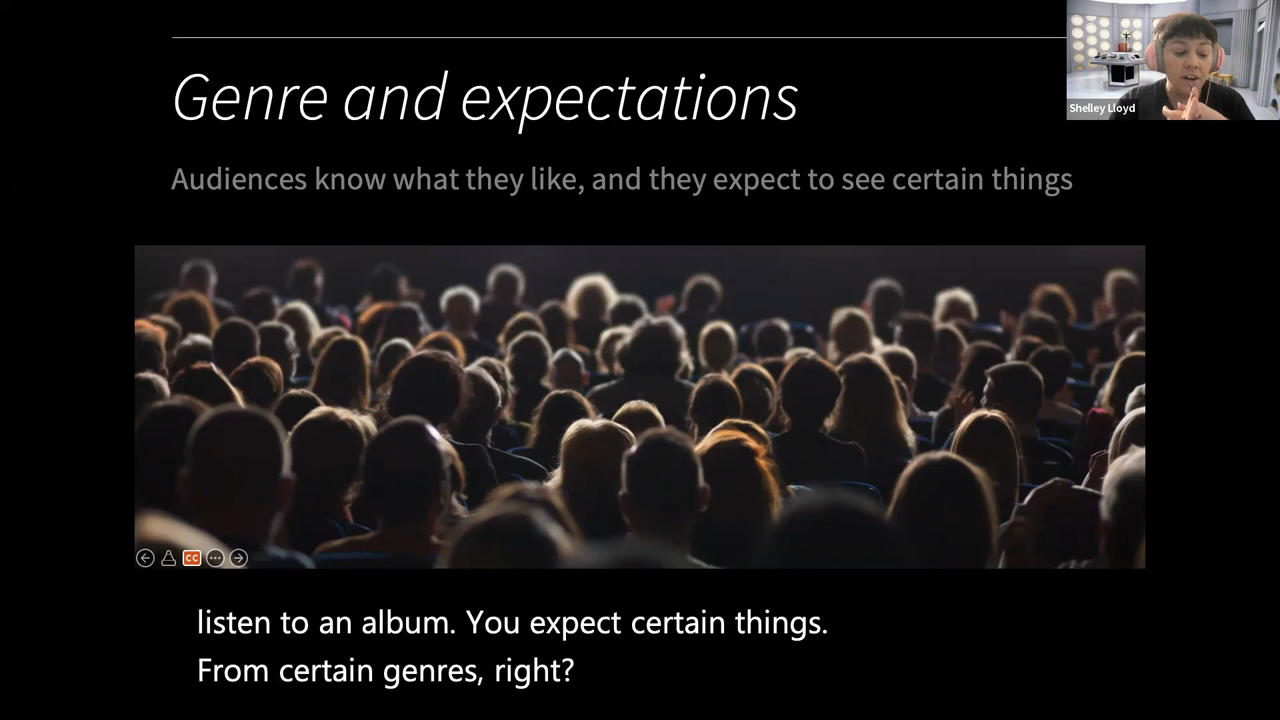 Genre and expectations
Shelley Lloyd
Audiences know what they like, and they expect to see certain things
CC
listen to an album. You expect certain things.
From certain genres, right?